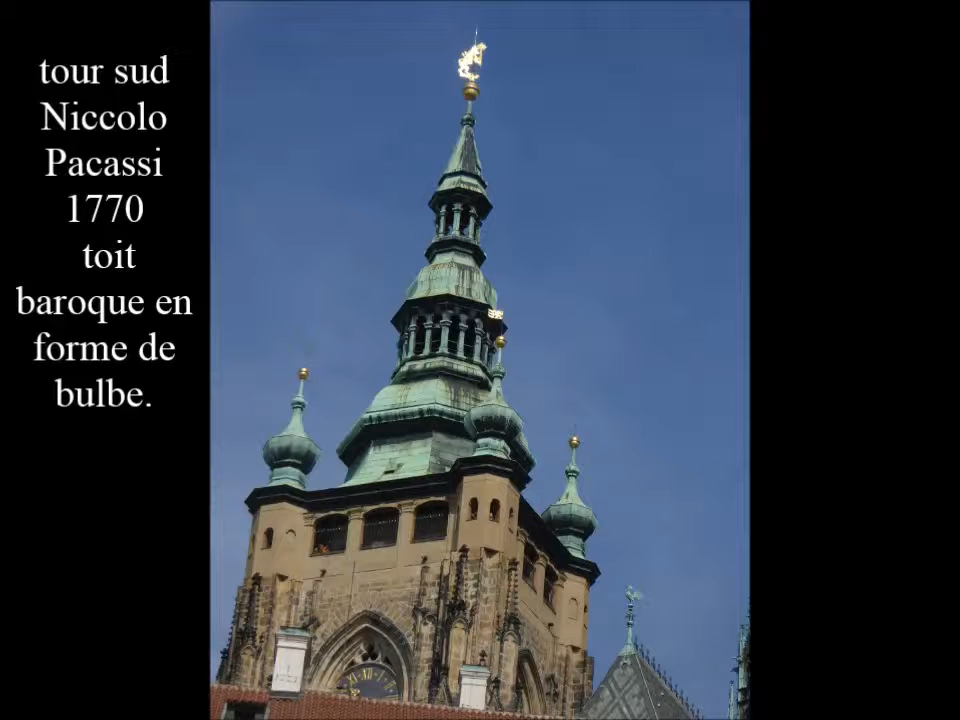 tour sud
Niccolo
Pacassi
1770
toit
baroque en
forme de
bulbe.